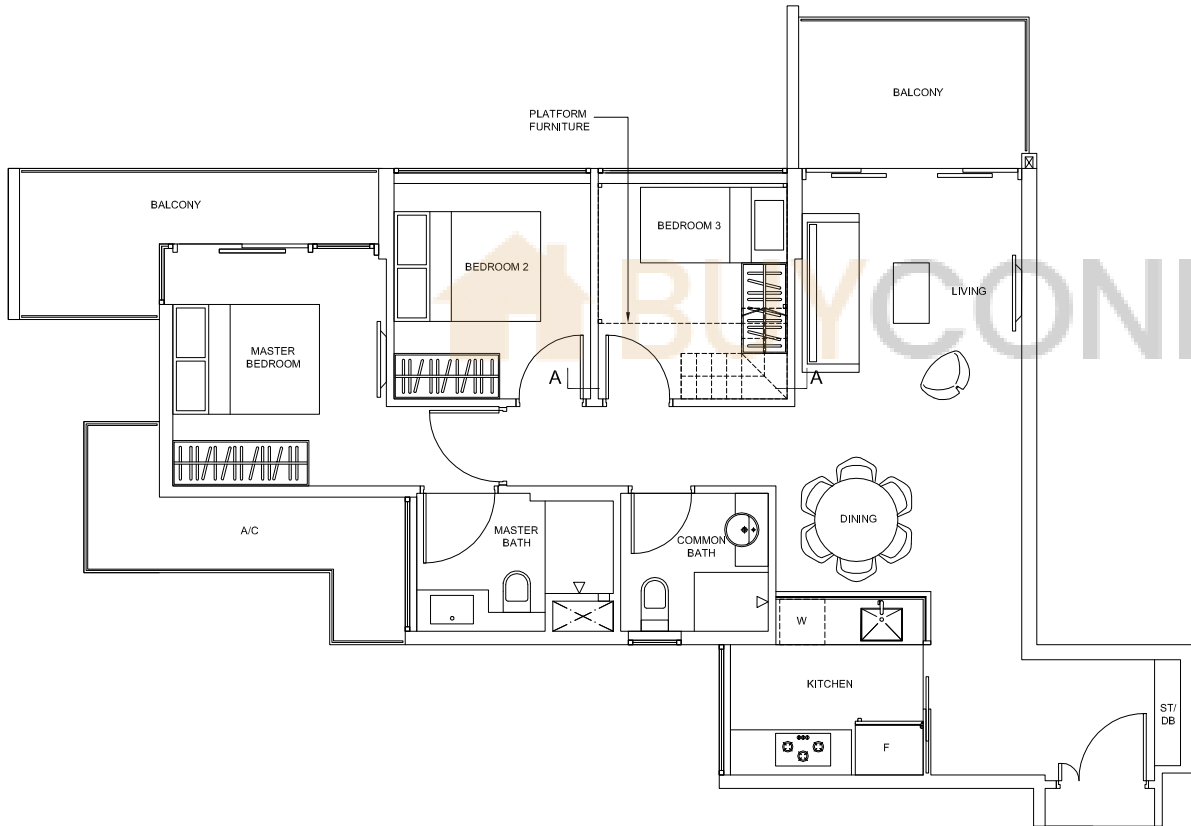 BALCONY
PLATFORM
FURNITURE
BALCONY
BEDROOM 3
BEDROOM 2
BUYCON
LIVING
MASTER
BEDROOM
A
A
A/C
MASTER
BATH
COMMON
BATH
DINING
W
KITCHEN
ST/
DB
F